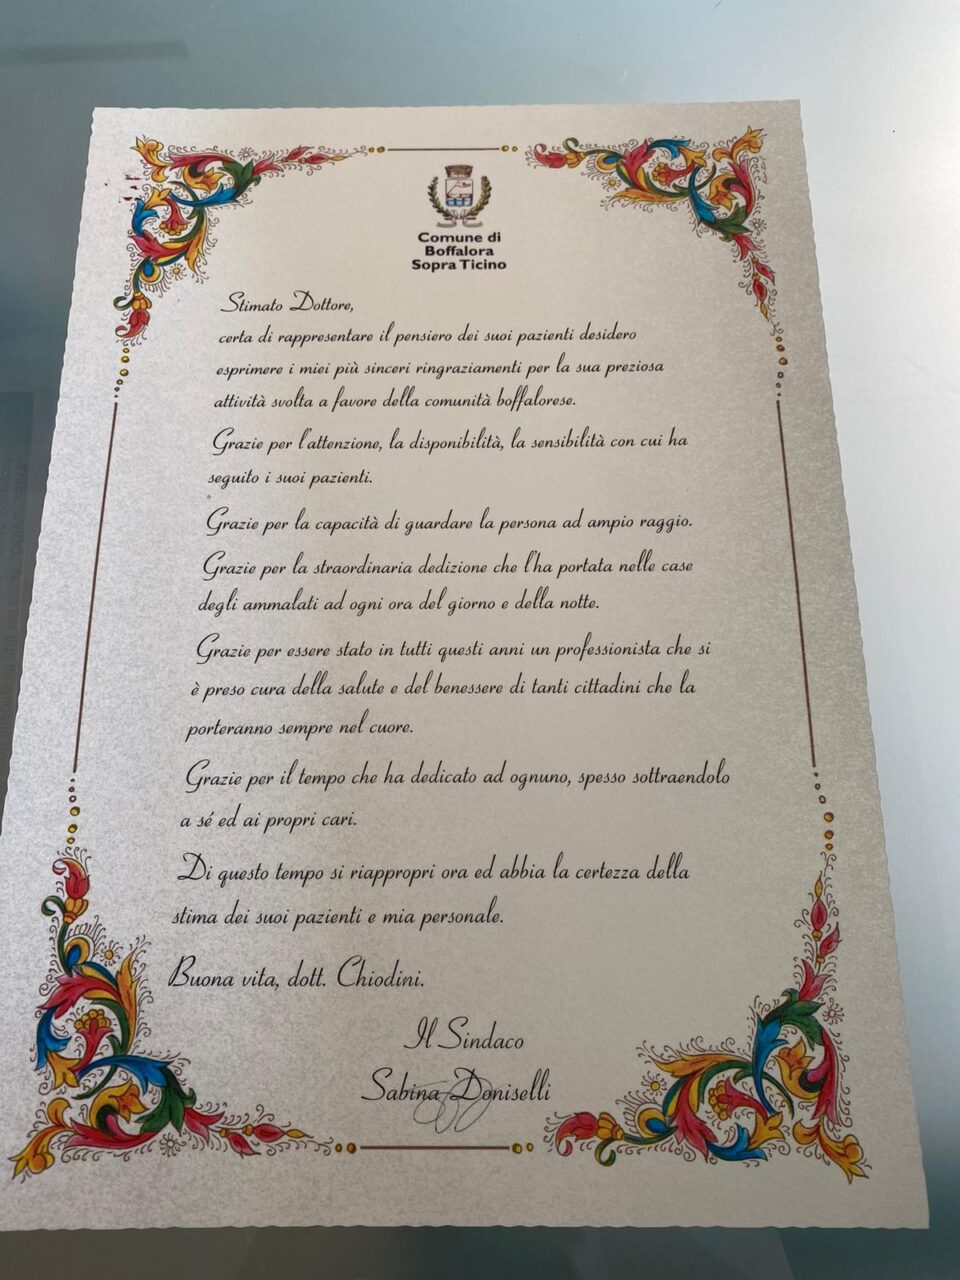 Comune di
Boffalora
Sopra Ticino
Stimato Dottore,
certa di rappresentare il pensiero dei suoi pazienti desidero
esprimere i miei più sinceri ringraziamenti per la sua preziosa
attività svolta a favore della comunità boffalorese.
Grazie per l'attenzione, la disponibilità, la sensibilità con cui ha
seguito i suoi pazienti.
Grazie per la capacità di guardare la persona ad ampio raggio.
Grazie per la straordinaria dedizione che l'ha portata nelle case
degli ammalati ad ogni ora del giorno e della notte.
Grazie per essere stato in tutti questi anni un professionista che si
è preso cura della salute e del benessere di tanti cittadini che la
porteranno sempre nel cuore.
Grazie per il tempo che ha dedicato ad ognuno, spesso sottraendolo
a sé ed ai propri cari.
Di questo tempo si riappropri ora ed abbia la certezza della
stima dei suoi pazienti e mia personale.
Buona vita, dott. Chiodini.
Il Sindaco
Sabina Doniselli